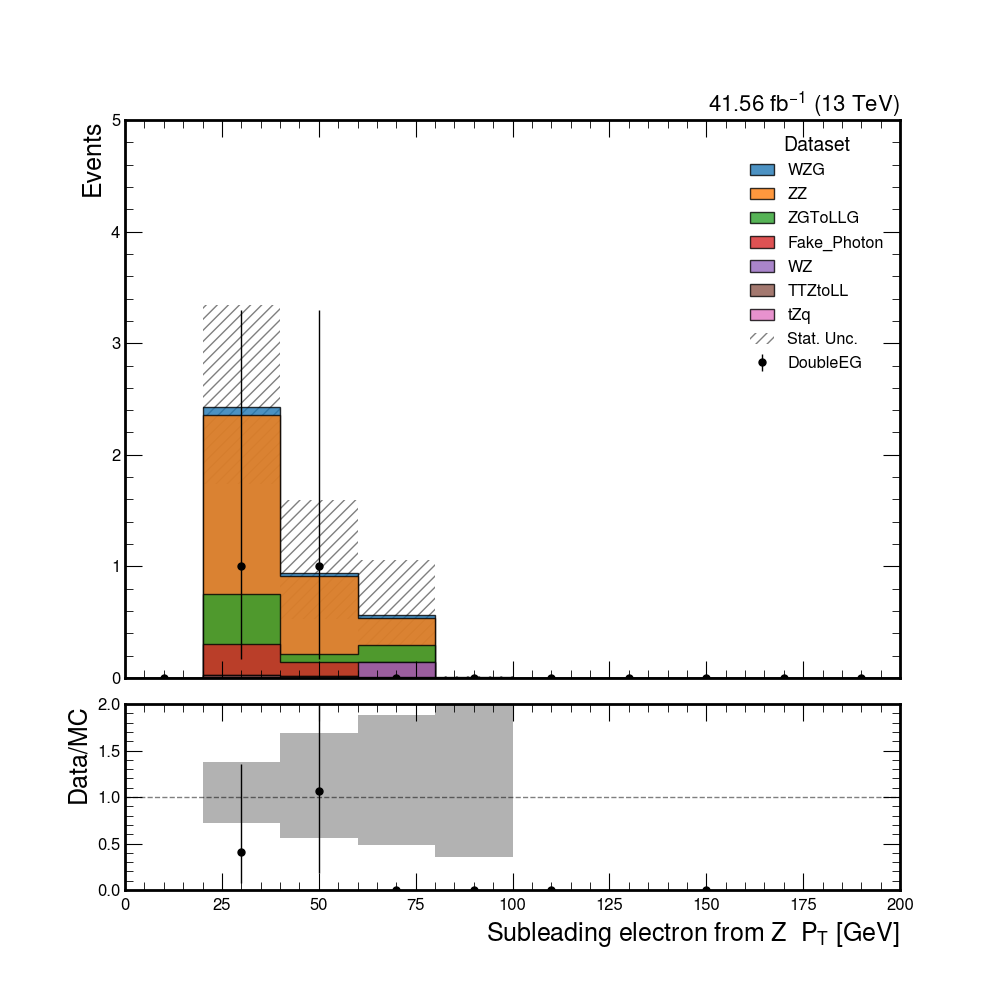 41.56 fb⁻¹ (13 TeV)
Events
5
4
3
2
1
0
Dataset
WZG
ZZ
ZGToLLG
Fake_Photon
WZ
TTZtoLL
tZq
Stat. Unc.
DoubleEG
Data/MC
2.0
1.5
1.0
0.5
0.0
0 25 50 75 100 125 150 175 200
Subleading electron from Z P_T [GeV]